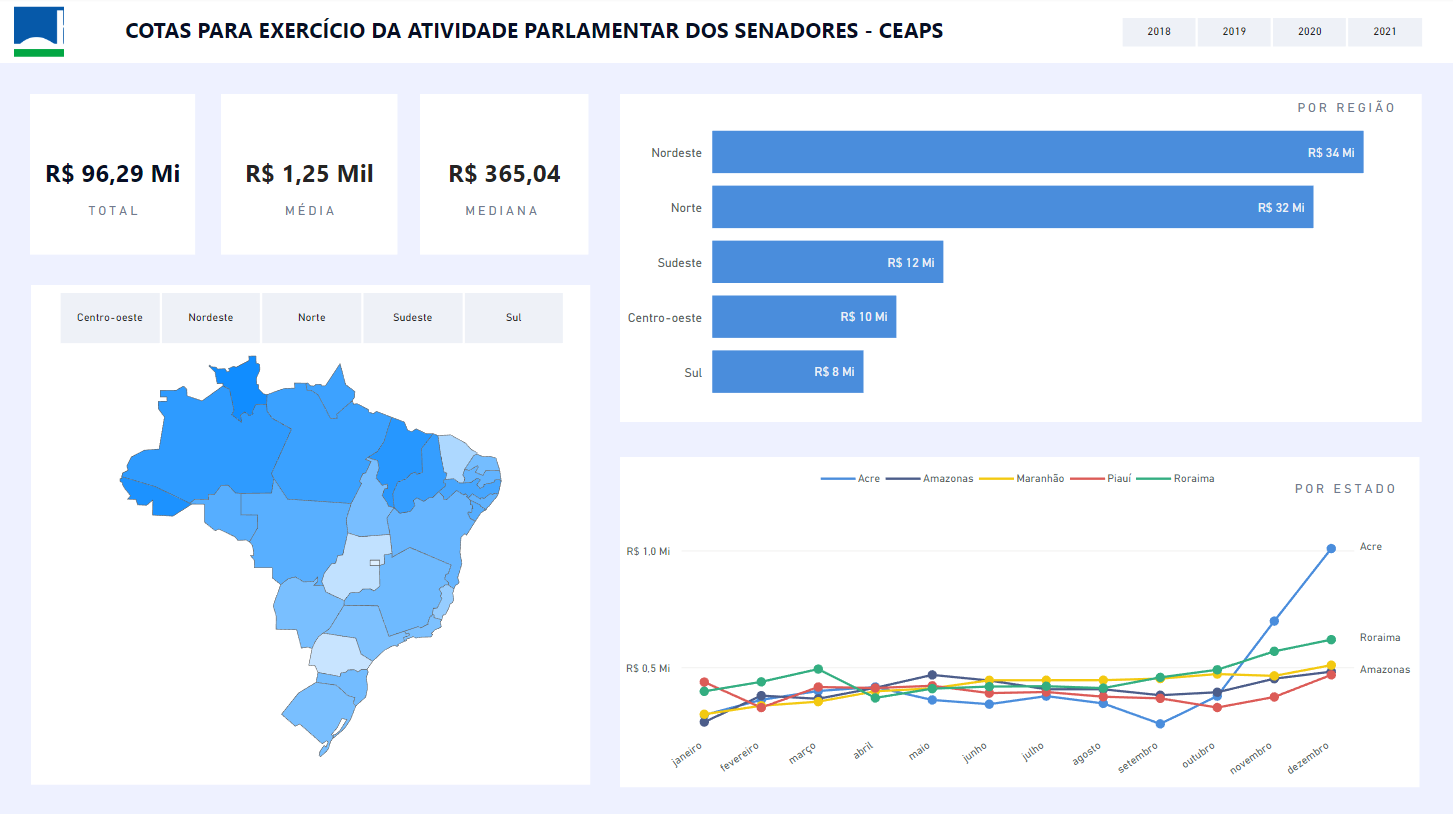 COTAS PARA EXERCÍCIO DA ATIVIDADE PARLAMENTAR DOS SENADORES - CEAPS
2018 2019 2020 2021
R$ 96,29 Mi
TOTAL
R$ 1,25 Mil
MÉDIA
R$ 365,04
MEDIANA
POR REGIÃO
Nordeste R$ 34 Mi
Norte R$ 32 Mi
Sudeste R$ 12 Mi
Centro-oeste R$ 10 Mi
Sul R$ 8 Mi
Centro-oeste Nordeste Norte Sudeste Sul
Acre Amazonas Maranhão Piauí Roraima
POR ESTADO
R$ 1,0 Mi
R$ 0,5 Mi
Acre
Roraima
Amazonas
janeiro fevereiro março abril maio junho julho agosto setembro outubro novembro dezembro